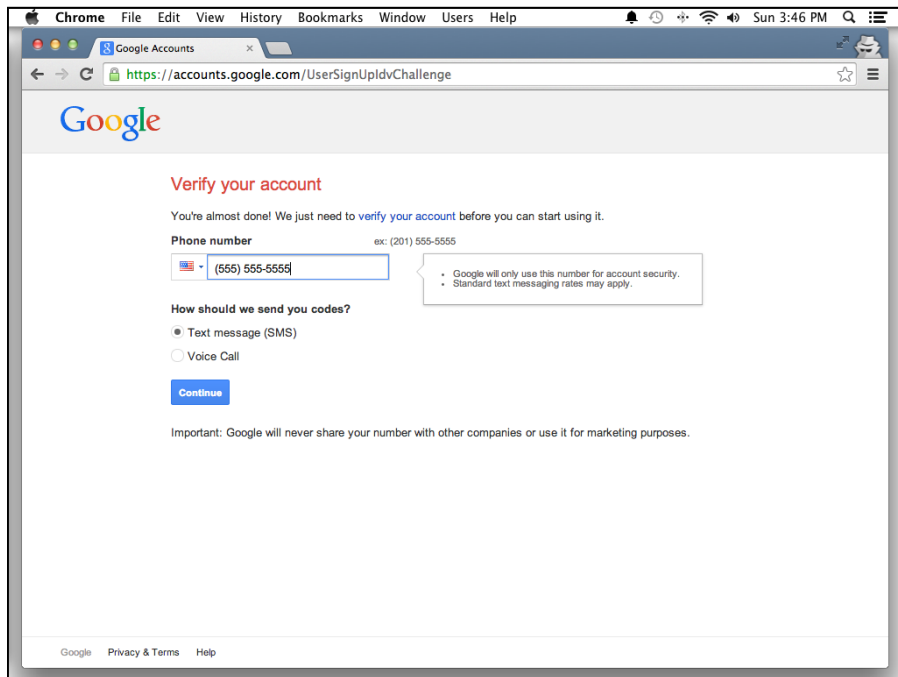 Chrome File Edit View History Bookmarks Window Users Help Sun 3:46 PM
Google Accounts
https://accounts.google.com/UserSignUpIdvChallenge
Google
Verify your account
You're almost done! We just need to verify your account before you can start using it.
Phone number ex: (201) 555-5555
(555) 555-5555
Google will only use this number for account security.
Standard text messaging rates may apply.
How should we send you codes?
Text message (SMS)
Voice Call
Continue
Important: Google will never share your number with other companies or use it for marketing purposes.
Google Privacy & Terms Help